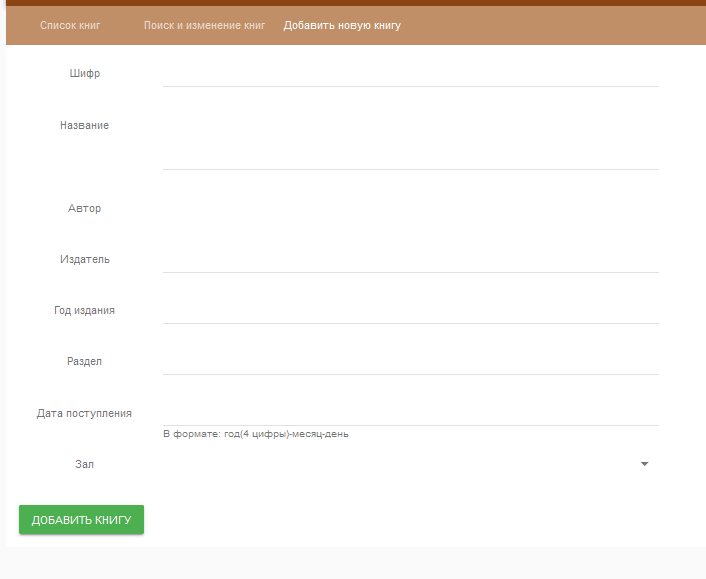 Список книг Поиск и изменение книг Добавить новую книгу
Шифр
Название
Автор
Издатель
Год издания
Раздел
Дата поступления
В формате: год(4 цифры)-месяц-день
Зал
ДОБАВИТЬ КНИГУ